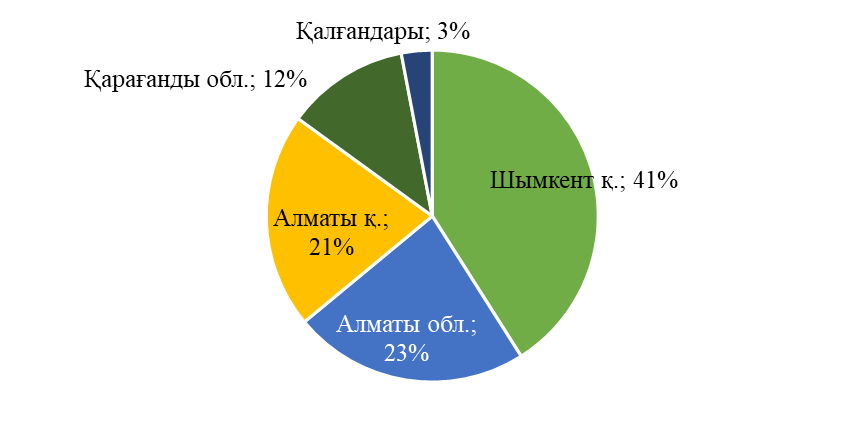 Қалғандары; 3%
Қарағанды обл.; 12%
Шымкент қ.; 41%
Алматы қ.;
21%
Алматы обл.;
23%